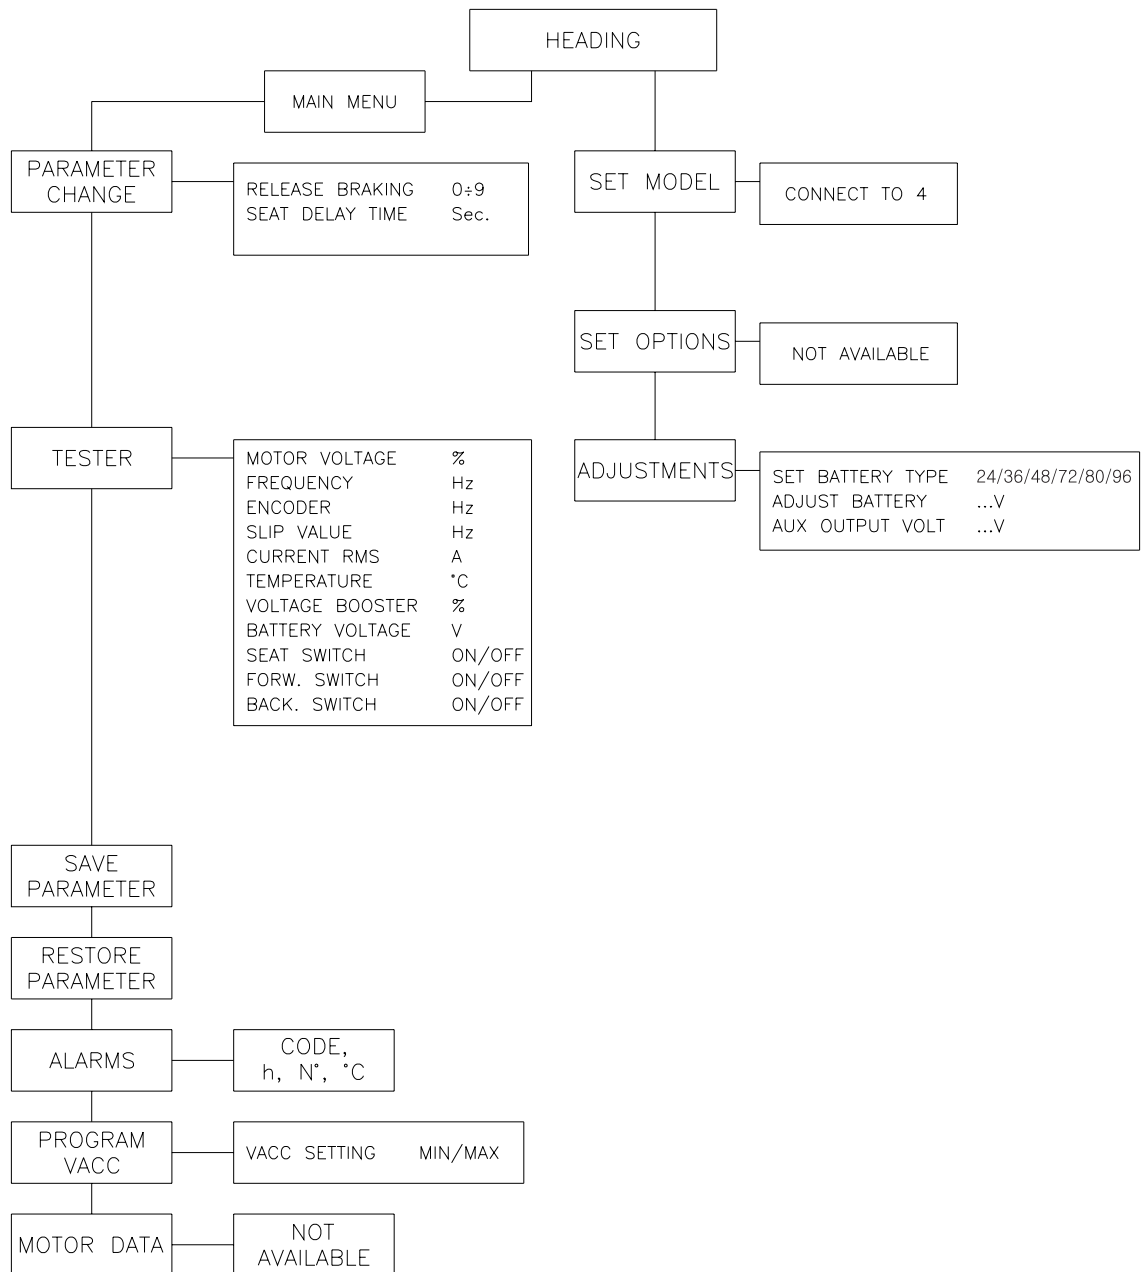 HEADING
MAIN MENU
PARAMETER
CHANGE
RELEASE BRAKING 0÷9
SEAT DELAY TIME Sec.
SET MODEL
CONNECT TO 4
SET OPTIONS
NOT AVAILABLE
TESTER
MOTOR VOLTAGE %
FREQUENCY Hz
ENCODER Hz
SLIP VALUE Hz
CURRENT RMS A
TEMPERATURE °C
VOLTAGE BOOSTER %
BATTERY VOLTAGE V
SEAT SWITCH ON/OFF
FORW. SWITCH ON/OFF
BACK. SWITCH ON/OFF
ADJUSTMENTS
SET BATTERY TYPE 24/36/48/72/80/96
ADJUST BATTERY ...V
AUX OUTPUT VOLT ...V
SAVE
PARAMETER
RESTORE
PARAMETER
ALARMS
CODE,
h, N°, °C
PROGRAM
VACC
VACC SETTING MIN/MAX
MOTOR DATA
NOT
AVAILABLE